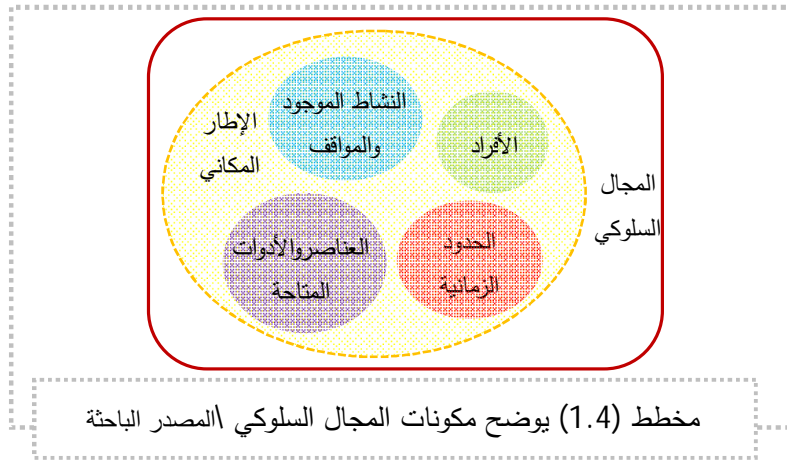 النشاط الموجود
والمواقف
الأفراد
الإطار
المكاني
المجال
السلوكي
الحدود
الزمانية
العناصروالأدوات
المتاحة
مخطط (1.4) يوضح مكونات المجال السلوكي \المصدر الباحثة